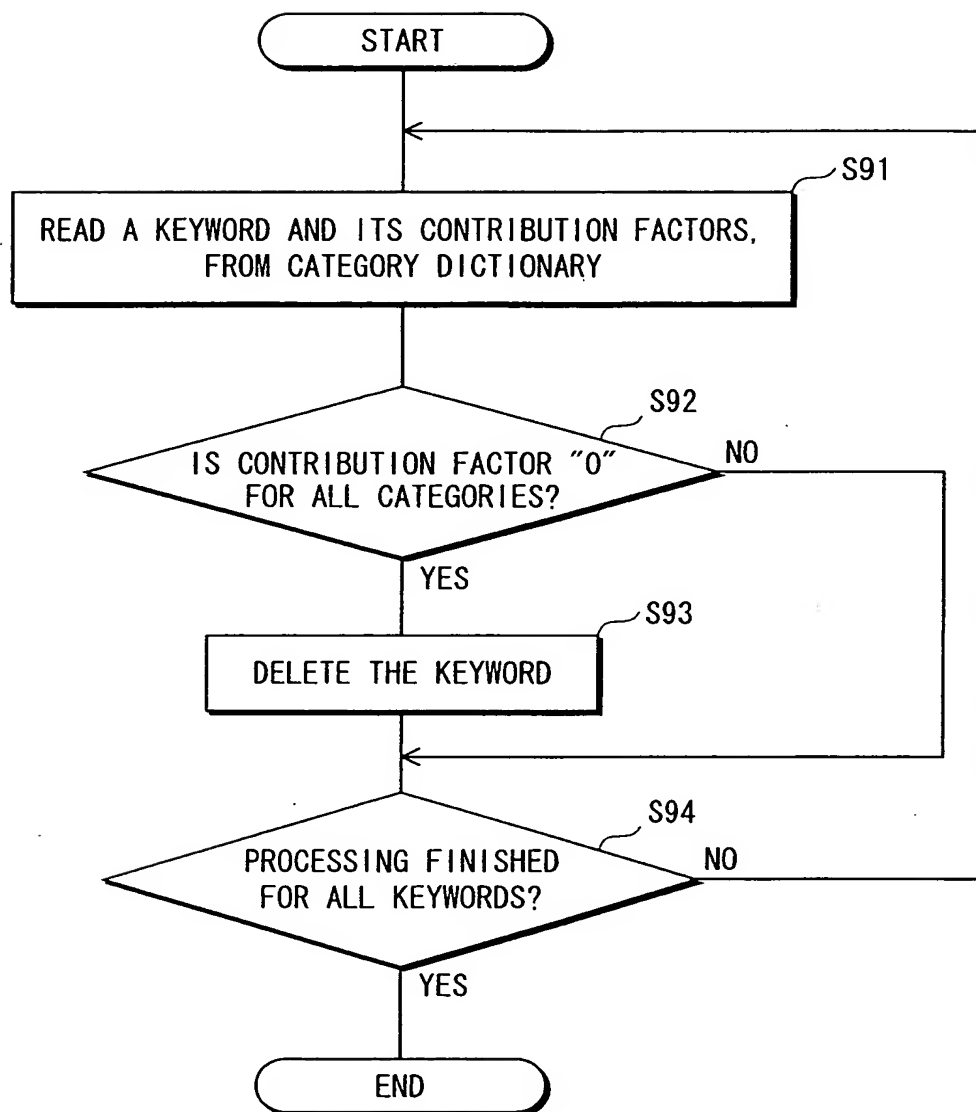 START
S91
READ A KEYWORD AND ITS CONTRIBUTION FACTORS,
FROM CATEGORY DICTIONARY
S92
IS CONTRIBUTION FACTOR "0"
FOR ALL CATEGORIES?
NO
YES
S93
DELETE THE KEYWORD
S94
PROCESSING FINISHED
FOR ALL KEYWORDS?
NO
YES
END